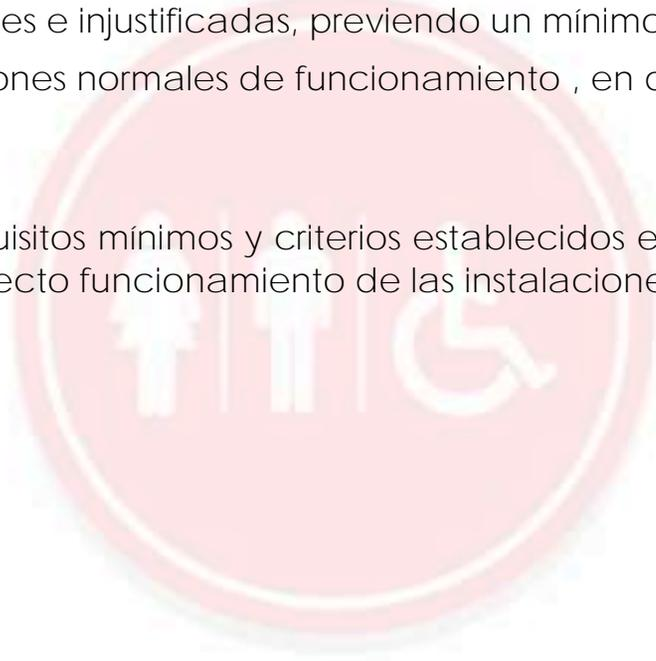 es e injustificadas, previendo un mínimo
ones normales de funcionamiento , en
uisitos mínimos y criterios establecidos e
ecto funcionamiento de las instalacione